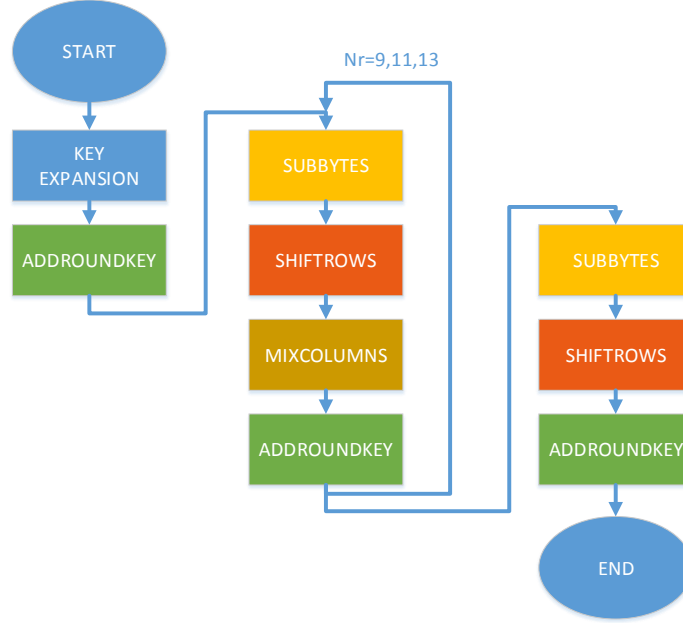 START
KEY
EXPANSION
ADDROUNDKEY
Nr=9,11,13
SUBBYTES
SHIFTROWS
MIXCOLUMNS
ADDROUNDKEY
SUBBYTES
SHIFTROWS
ADDROUNDKEY
END